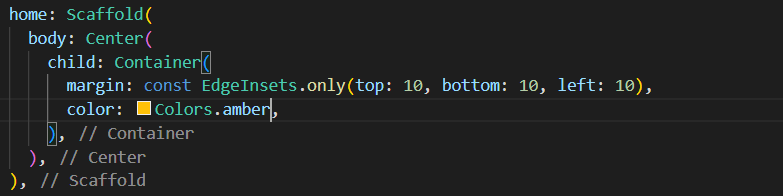 home: Scaffold(
  body: Center(
    child: Container(
      margin: const EdgeInsets.only(top: 10, bottom: 10, left: 10),
      color: Colors.amber,
    ), // Container
  ), // Center
), // Scaffold